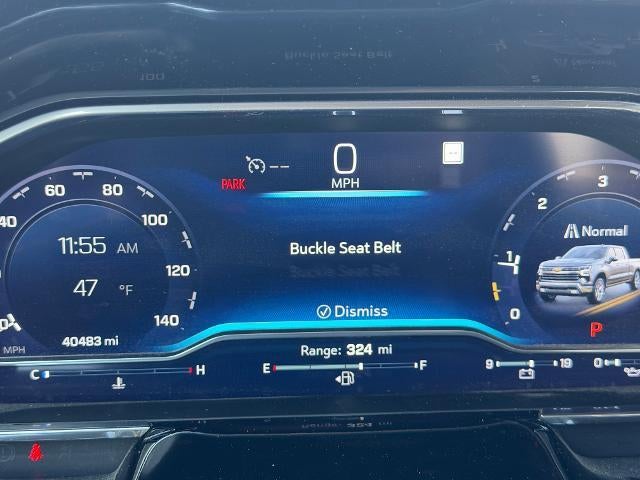 0
MPH
PARK
--
40 60 80 100 120 140
11:55 AM
47 °F
40483 mi
MPH
Buckle Seat Belt
Dismiss
0 1 2 3
Normal
P
Range: 324 mi
C H
E F
9 19
0